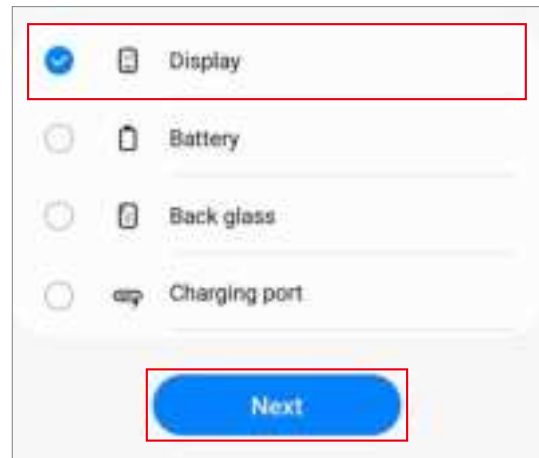 Display
Battery
Back glass
Charging port
Next